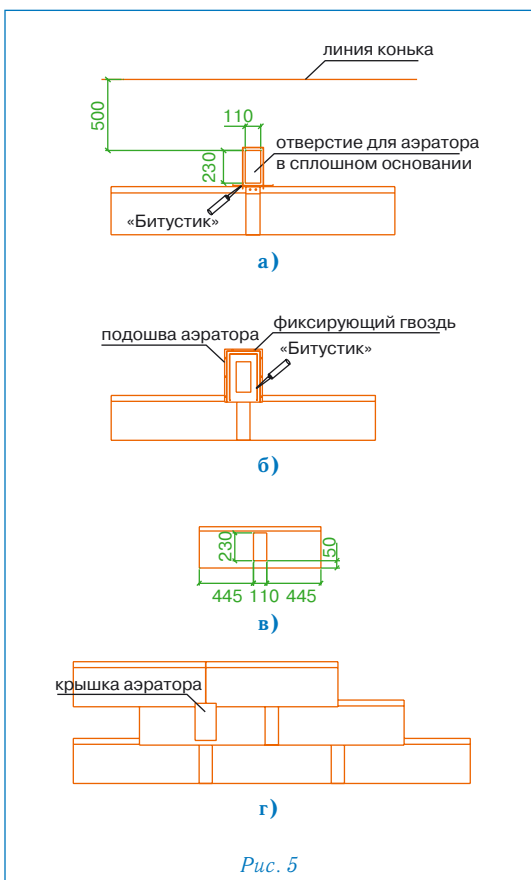 линия конька
500
110
230
отверстие для аэратора
в сплошном основании
«Битустик»
а)
подошва аэратора
фиксирующий гвоздь
«Битустик»
б)
230
50
445 110 445
в)
крышка аэратора
г)
Рис. 5